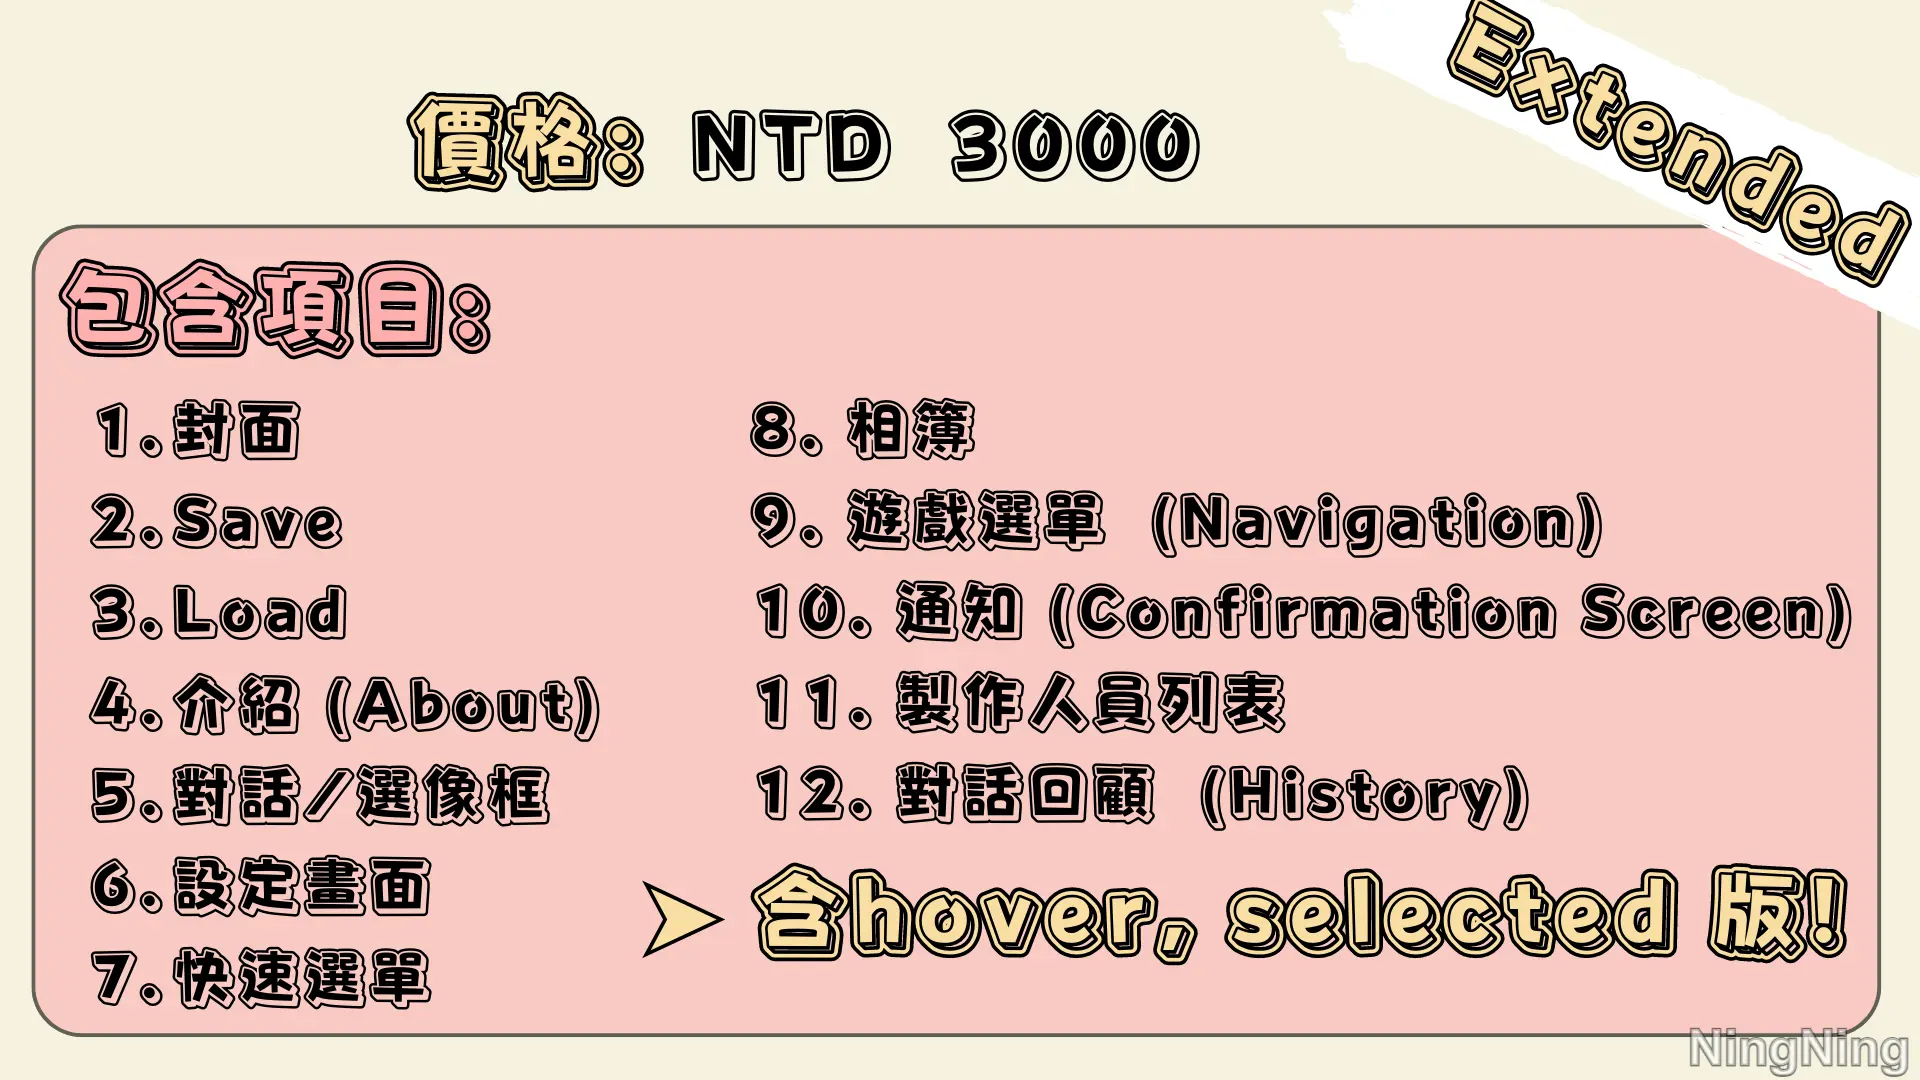 Extended
價格: NTD 3000
包含項目:
1.封面
2.Save
3.Load
4.介紹 (About)
5.對話/選像框
6.設定畫面
7.快速選單
8. 相簿
9. 遊戲選單 (Navigation)
10. 通知 (Confirmation Screen)
11. 製作人員列表
12. 對話回顧 (History)
含hover, selected 版!
NingNing